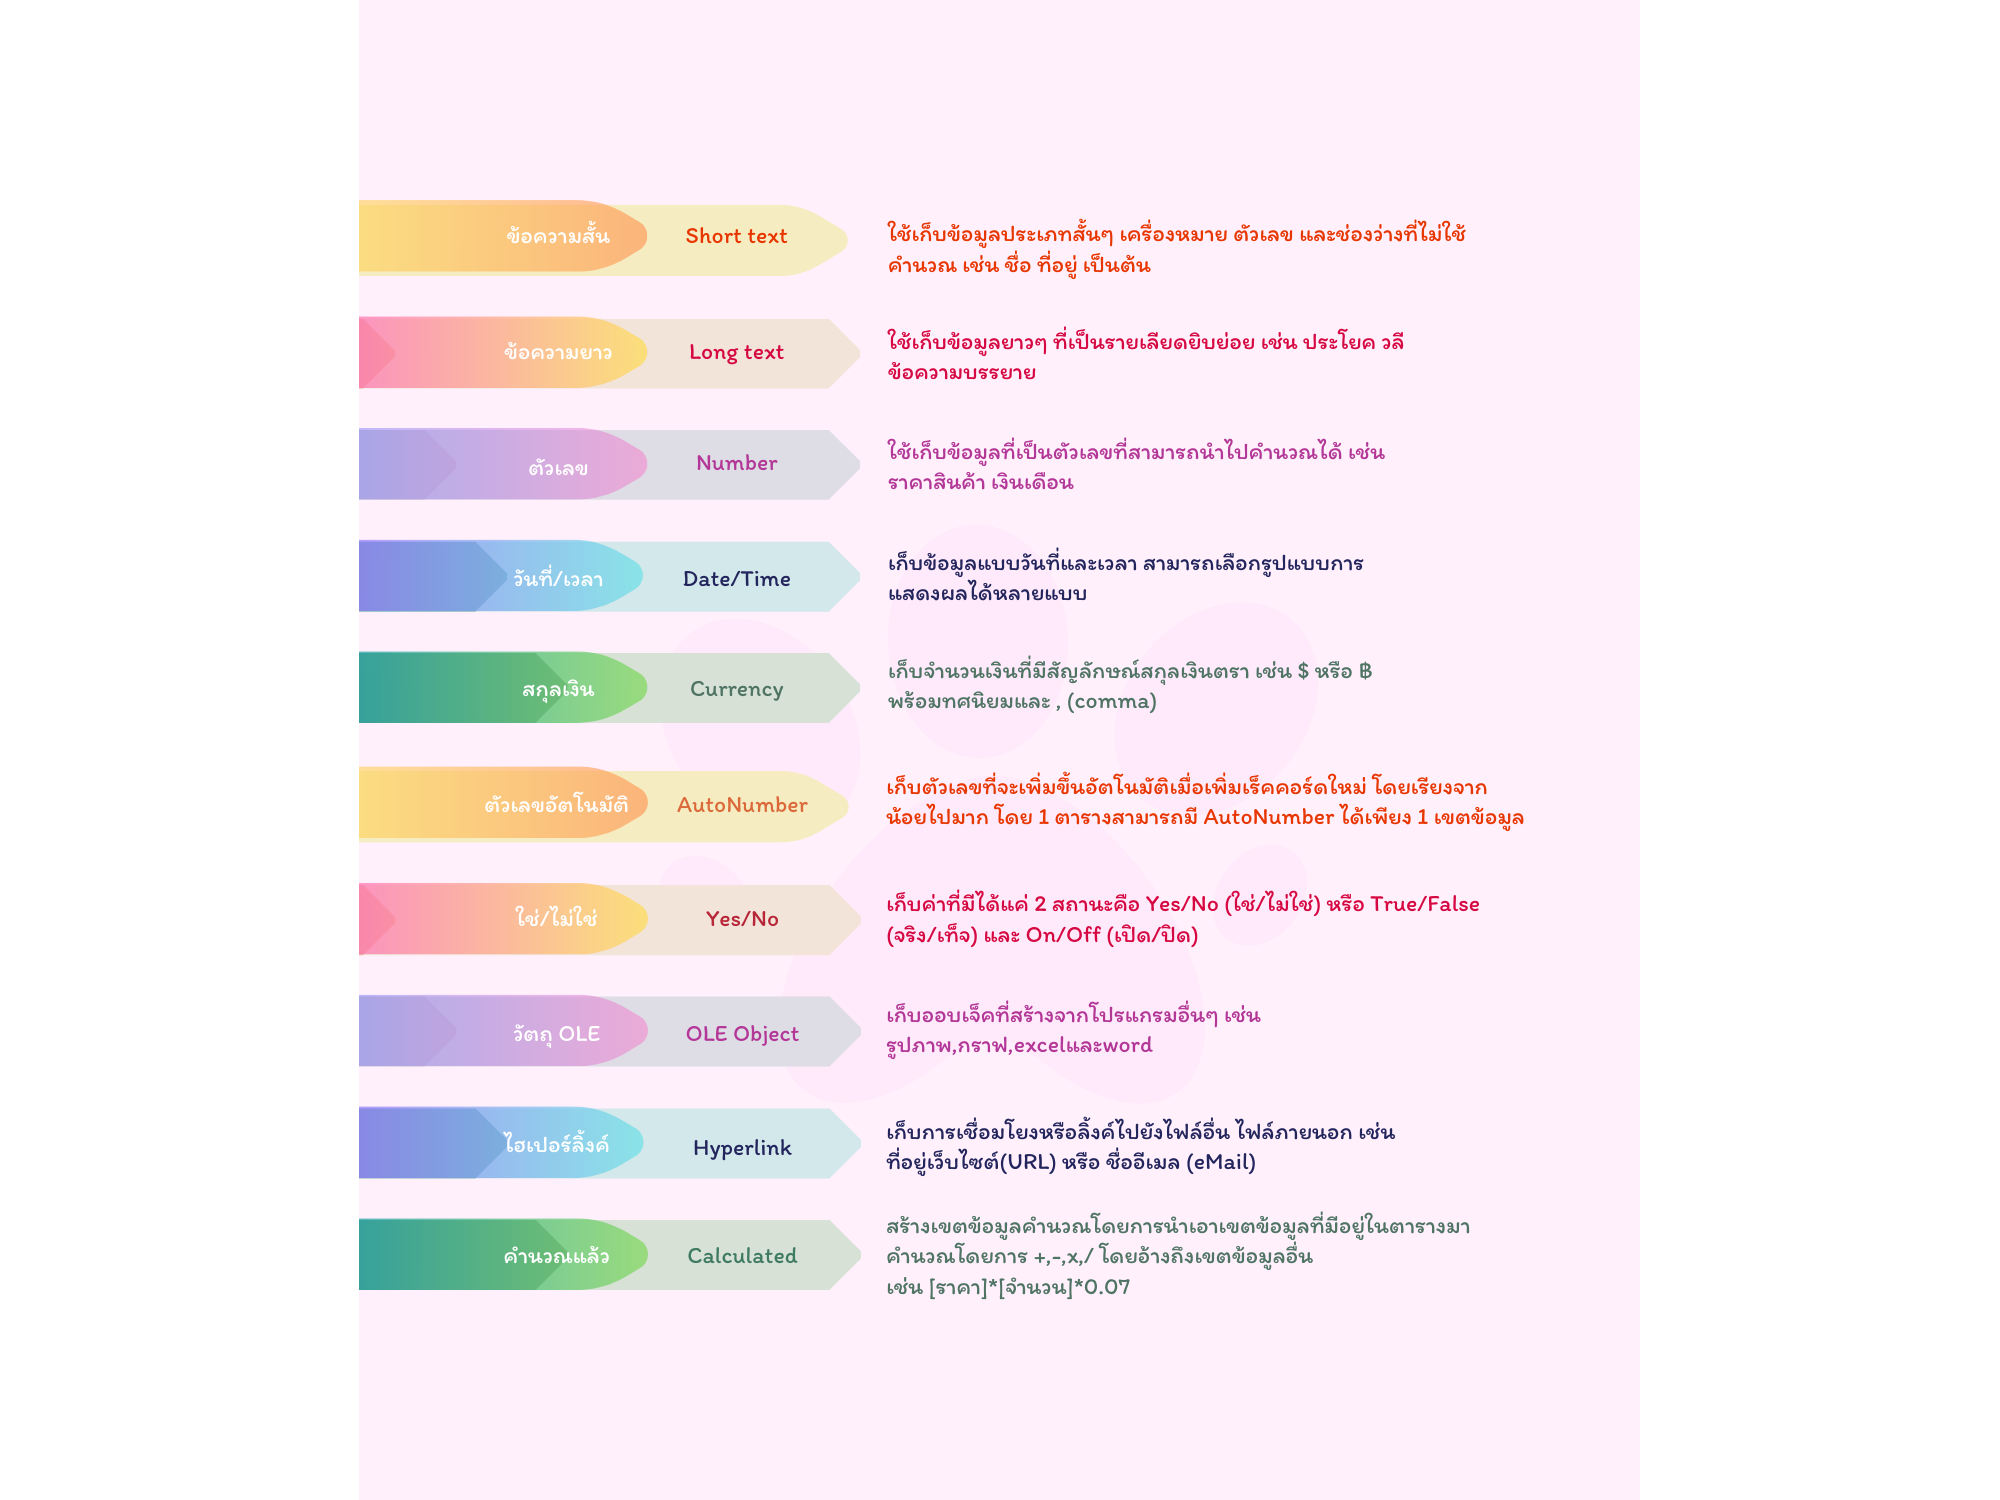 ข้อความสั้น
Short text
ใช้เก็บข้อมูลประเภทสั้นๆ เครื่องหมาย ตัวเลข และช่องว่างที่ไม่ใช้
คำนวณ เช่น ชื่อ ที่อยู่ เป็นต้น
ข้อความยาว
Long text
ใช้เก็บข้อมูลยาวๆ ที่เป็นรายเลียดยิบย่อย เช่น ประโยค วลี
ข้อความบรรยาย
ตัวเลข
Number
ใช้เก็บข้อมูลที่เป็นตัวเลขที่สามารถนำไปคำนวณได้ เช่น
ราคาสินค้า เงินเดือน
วันที่/เวลา
Date/Time
เก็บข้อมูลแบบวันที่และเวลา สามารถเลือกรูปแบบการ
แสดงผลได้หลายแบบ
สกุลเงิน
Currency
เก็บจำนวนเงินที่มีสัญลักษณ์สกุลเงินตรา เช่น $ หรือ ฿
พร้อมทศนิยมและ , (comma)
ตัวเลขอัตโนมัติ
AutoNumber
เก็บตัวเลขที่จะเพิ่มขึ้นอัตโนมัติเมื่อเพิ่มเร็คคอร์ดใหม่ โดยเรียงจาก
น้อยไปมาก โดย 1 ตารางสามารถมี AutoNumber ได้เพียง 1 เขตข้อมูล
ใช่/ไม่ใช่
Yes/No
เก็บค่าที่มีได้แค่ 2 สถานะคือ Yes/No (ใช่/ไม่ใช่) หรือ True/False
(จริง/เท็จ) และ On/Off (เปิด/ปิด)
วัตถุ OLE
OLE Object
เก็บออบเจ็คที่สร้างจากโปรแกรมอื่นๆ เช่น
รูปภาพ,กราฟ,excelและword
ไฮเปอร์ลิ้งค์
Hyperlink
เก็บการเชื่อมโยงหรือลิ้งค์ไปยังไฟล์อื่น ไฟล์ภายนอก เช่น
ที่อยู่เว็บไซต์(URL) หรือ ชื่ออีเมล (eMail)
คำนวณแล้ว
Calculated
สร้างเขตข้อมูลคำนวณโดยการนำเอาเขตข้อมูลที่มีอยู่ในตารางมา
คำนวณโดยการ +,-,x,/ โดยอ้างถึงเขตข้อมูลอื่น
เช่น [ราคา]*[จำนวน]*0.07